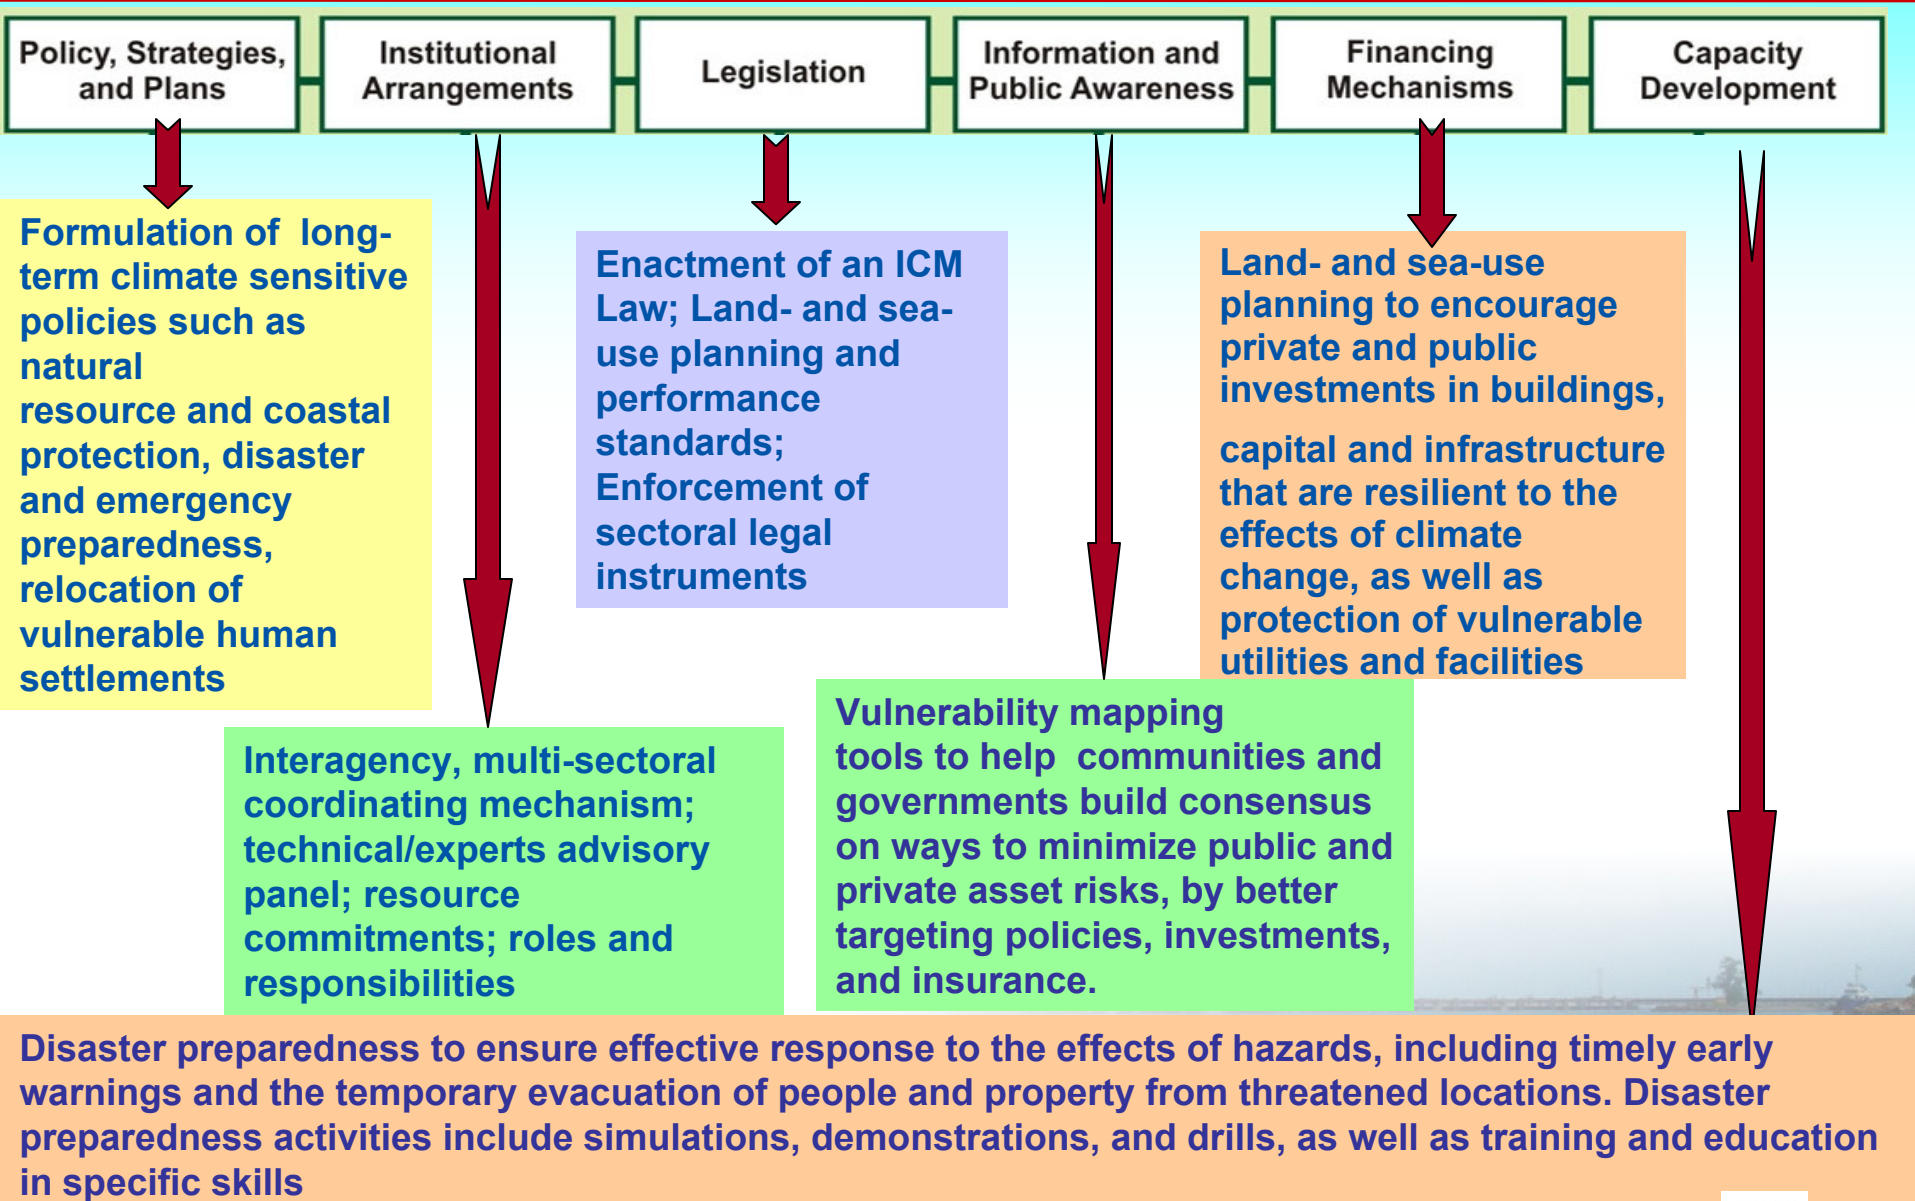 Policy, Strategies,
and Plans
Institutional
Arrangements
Legislation
Information and
Public Awareness
Financing
Mechanisms
Capacity
Development
Formulation of long-
term climate sensitive
policies such as
natural
resource and coastal
protection, disaster
and emergency
preparedness,
relocation of
vulnerable human
settlements
Enactment of an ICM
Law; Land- and sea-
use planning and
performance
standards;
Enforcement of
sectoral legal
instruments
Land- and sea-use
planning to encourage
private and public
investments in buildings,
capital and infrastructure
that are resilient to the
effects of climate
change, as well as
protection of vulnerable
utilities and facilities
Interagency, multi-sectoral
coordinating mechanism;
technical/experts advisory
panel; resource
commitments; roles and
responsibilities
Vulnerability mapping
tools to help communities and
governments build consensus
on ways to minimize public and
private asset risks, by better
targeting policies, investments,
and insurance.
Disaster preparedness to ensure effective response to the effects of hazards, including timely early
warnings and the temporary evacuation of people and property from threatened locations. Disaster
preparedness activities include simulations, demonstrations, and drills, as well as training and education
in specific skills